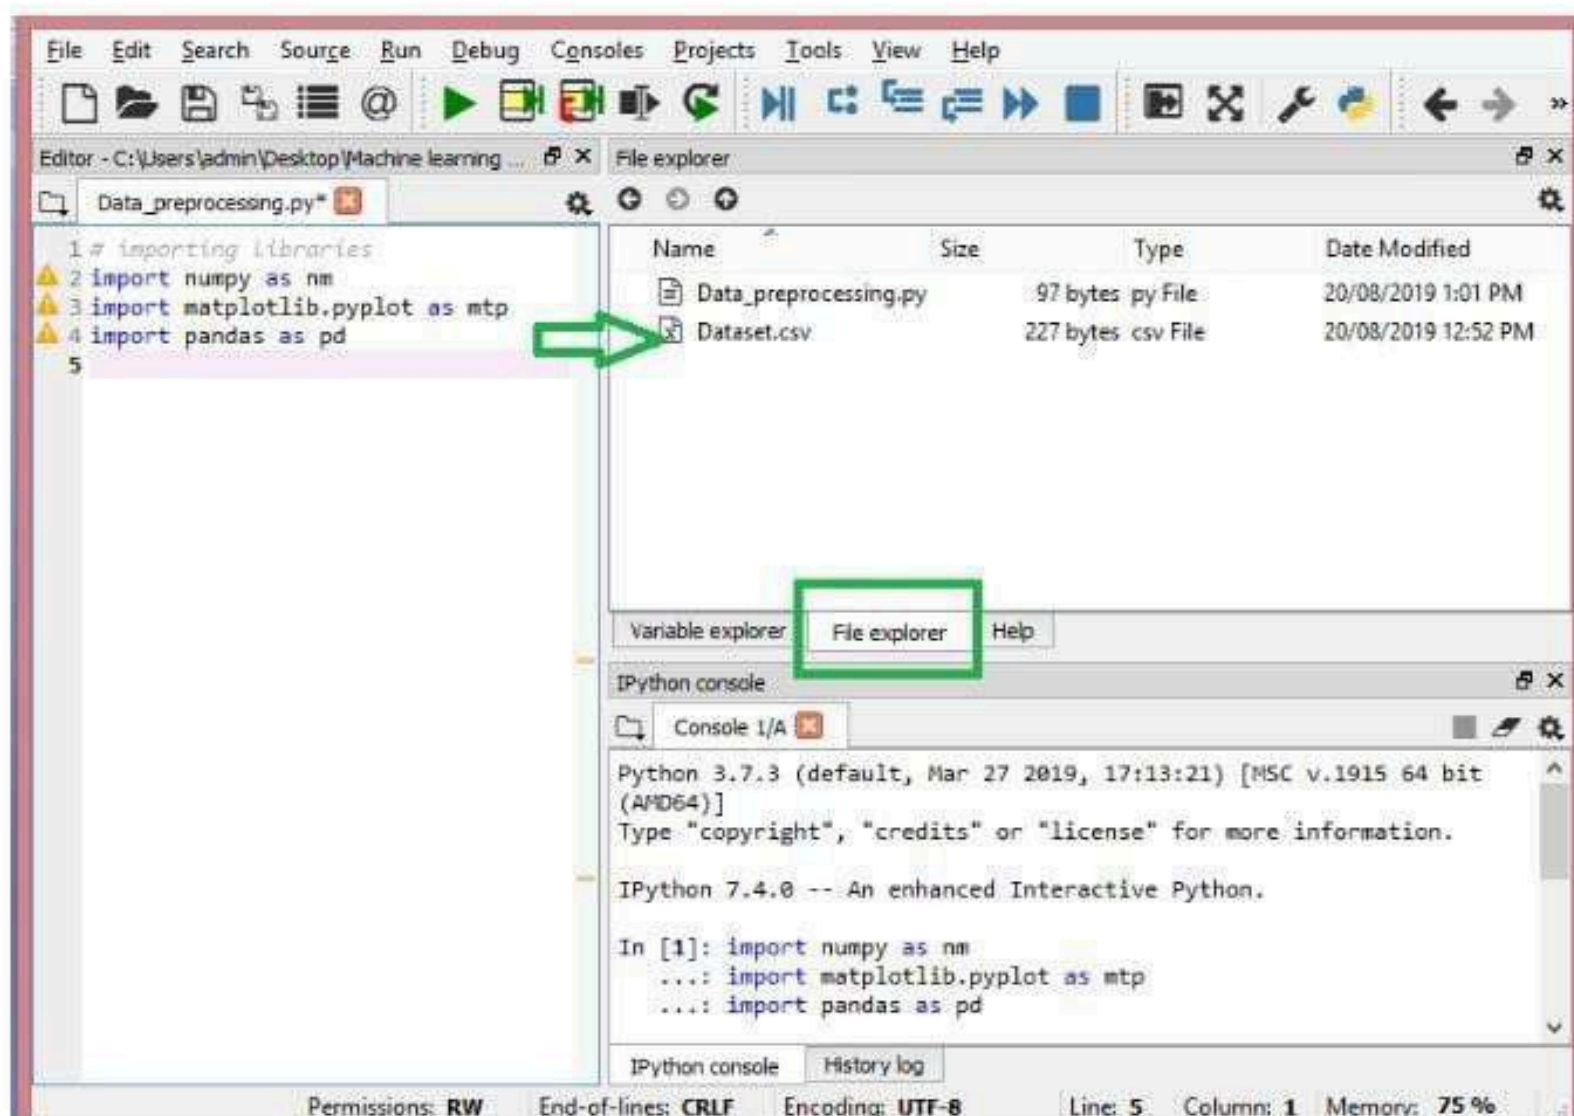 File Edit Search Source Run Debug Consoles Projects Tools View Help
Editor - C:\Users\admin\Desktop\Machine learning ...
Data_preprocessing.py*
1 # importing libraries
2 import numpy as nm
3 import matplotlib.pyplot as mtp
4 import pandas as pd
5
File explorer
Name Size Type Date Modified
Data_preprocessing.py 97 bytes py File 20/08/2019 1:01 PM
Dataset.csv 227 bytes csv File 20/08/2019 12:52 PM
Variable explorer File explorer Help
IPython console
Console 1/A
Python 3.7.3 (default, Mar 27 2019, 17:13:21) [MSC v.1915 64 bit
(AMD64)]
Type "copyright", "credits" or "license" for more information.
IPython 7.4.0 -- An enhanced Interactive Python.
In [1]: import numpy as nm
...: import matplotlib.pyplot as mtp
...: import pandas as pd
IPython console History log
Permissions: RW End-of-lines: CRLF Encoding: UTF-8 Line: 5 Column: 1 Memory: 75 %